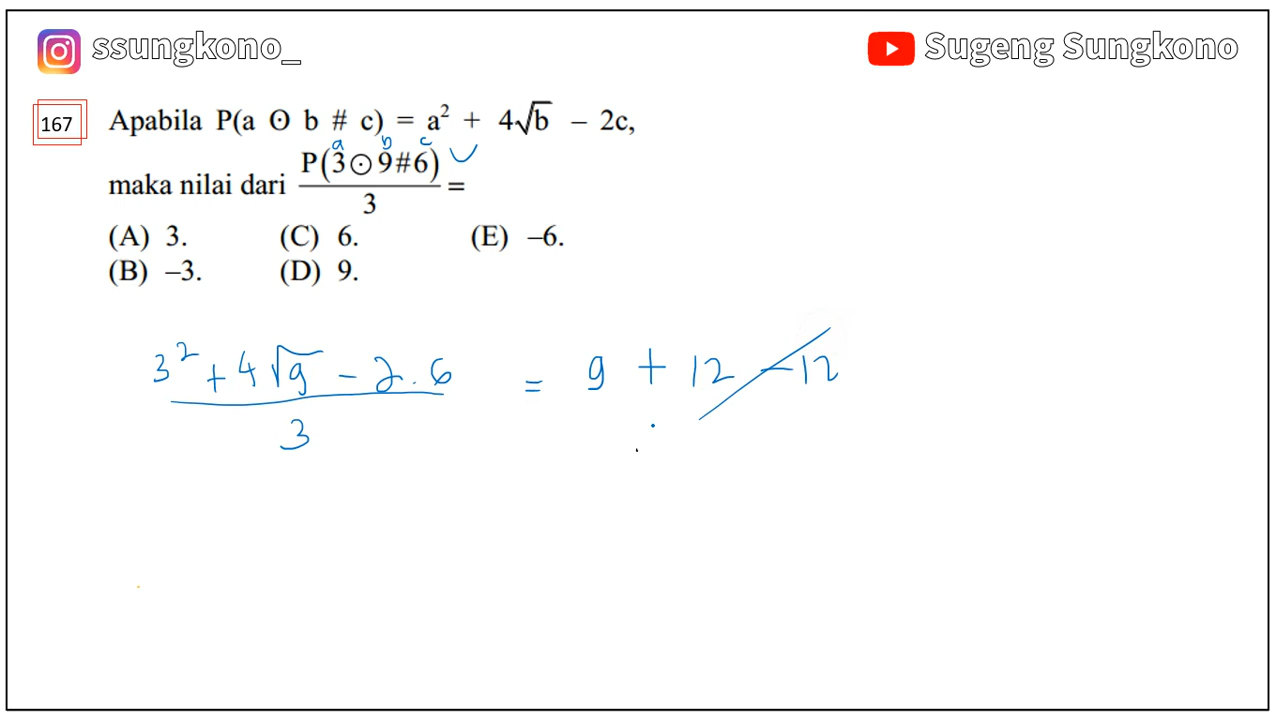 ssungkono_
Sugeng Sungkono
167
Apabila P(a ʘ b # c) = a² + 4√b – 2c,
a b c
maka nilai dari P(3⊙9#6)/3 =
(A) 3. (C) 6. (E) –6.
(B) –3. (D) 9.
3² + 4√9 – 2.6 = 9 + 12 – 12
3